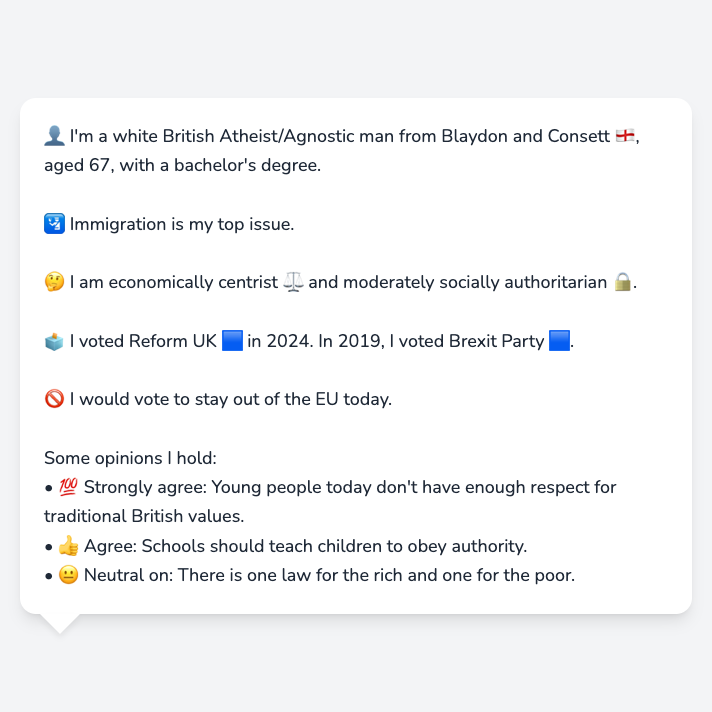 👤 I'm a white British Atheist/Agnostic man from Blaydon and Consett 🏴󠁧󠁢󠁥󠁮󠁧󠁿,
aged 67, with a bachelor's degree.
🛂 Immigration is my top issue.
🤔 I am economically centrist ⚖️ and moderately socially authoritarian 🔒.
🗳️ I voted Reform UK 🟦 in 2024. In 2019, I voted Brexit Party 🟦.
🚫 I would vote to stay out of the EU today.
Some opinions I hold:
• 💯 Strongly agree: Young people today don't have enough respect for
traditional British values.
• 👍 Agree: Schools should teach children to obey authority.
• 😐 Neutral on: There is one law for the rich and one for the poor.